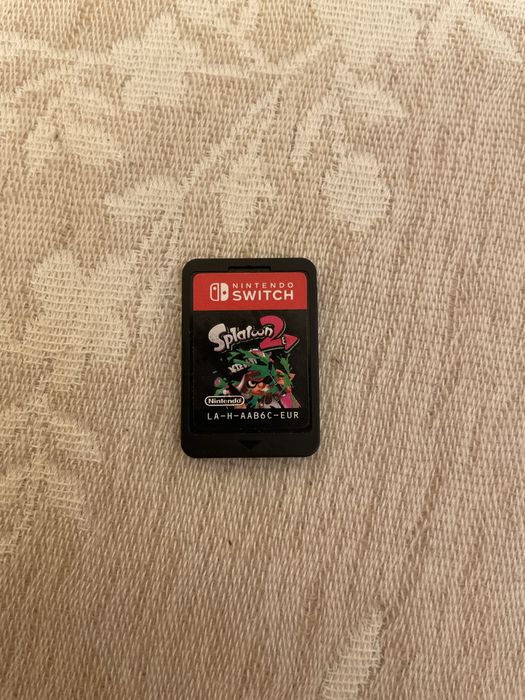 NINTENDO
SWITCH
Splatoon 2
Nintendo
LA-H-AAB6C-EUR